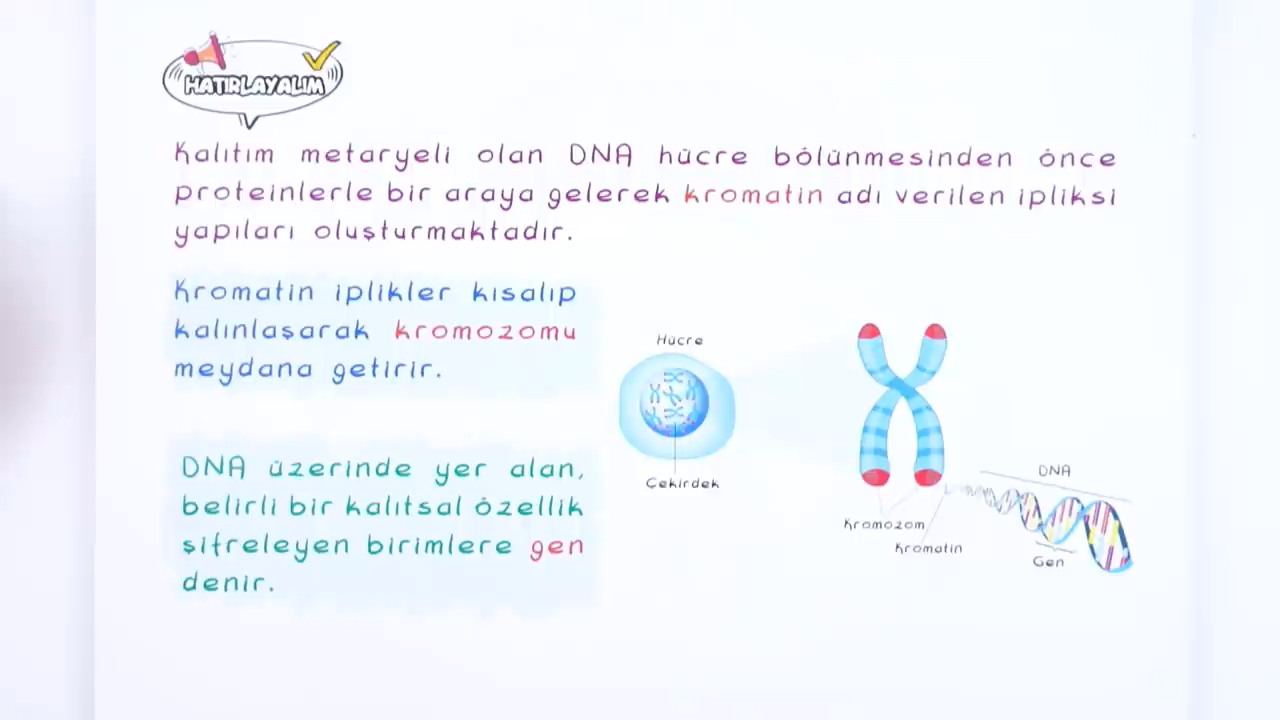 HATIRLAYALIM
Kalıtım metaryeli olan DNA hücre bölünmesinden önce
proteinlerle bir araya gelerek kromatin adı verilen ipliksi
yapıları oluşturmaktadır.
Kromatin iplikler kısalıp
kalınlaşarak kromozomu
meydana getirir.
DNA üzerinde yer alan,
belirli bir kalıtsal özellik
şifreleyen birimlere gen
denir.
Hücre
Çekirdek
Kromozom
Kromatin
DNA
Gen